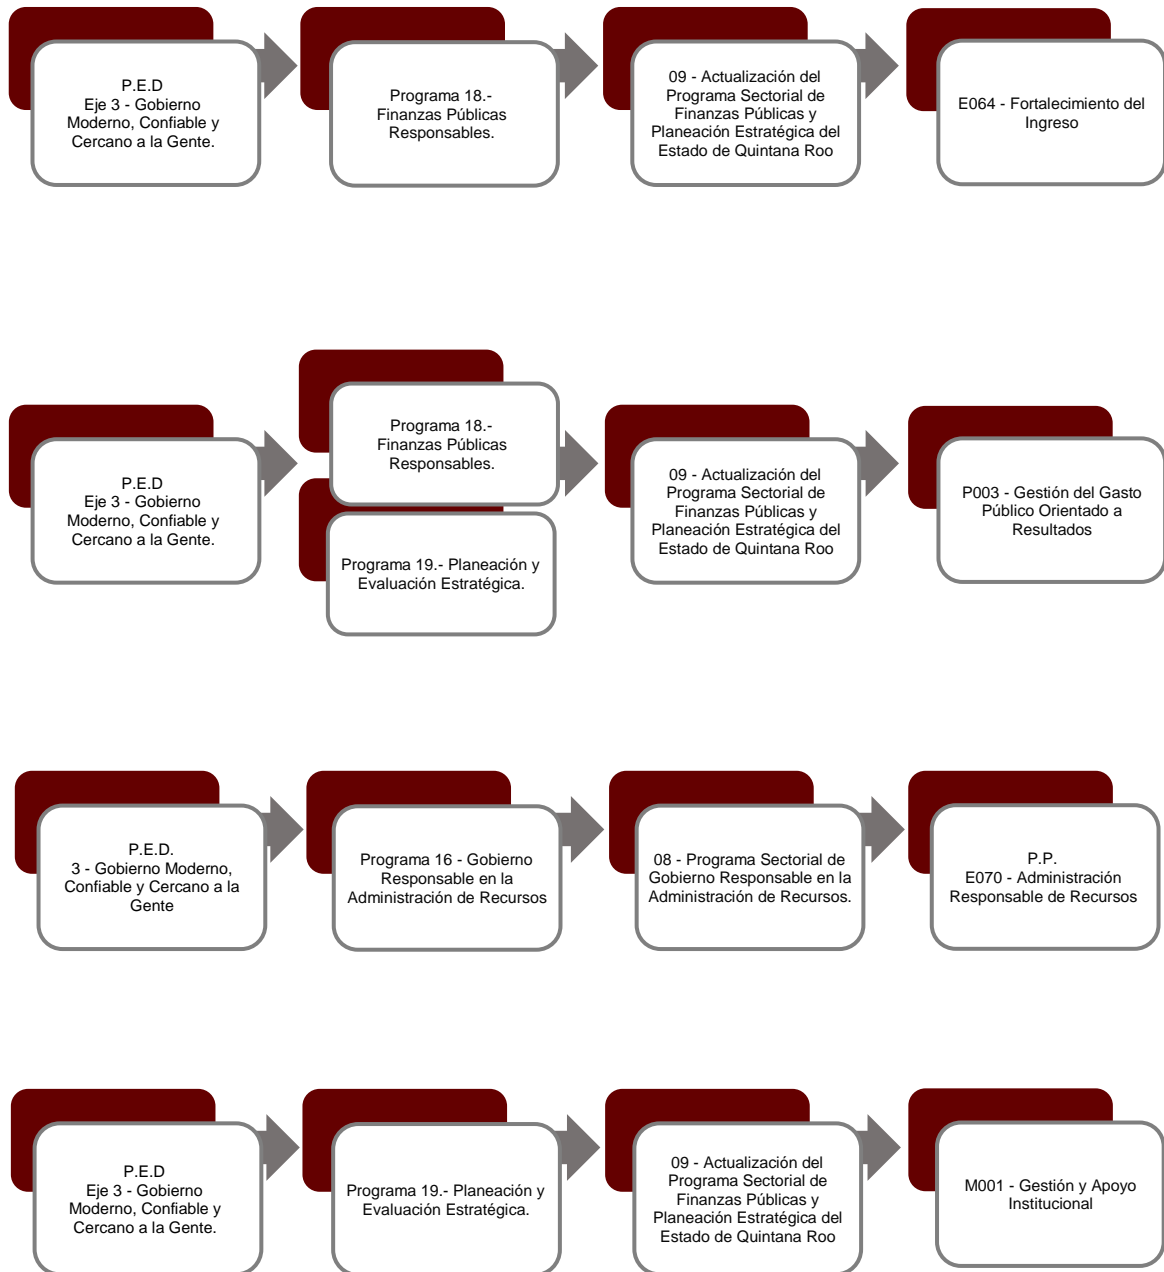 P.E.D
Eje 3 - Gobierno
Moderno, Confiable y
Cercano a la Gente.
Programa 18.-
Finanzas Públicas
Responsables.
09 - Actualización del
Programa Sectorial de
Finanzas Públicas y
Planeación Estratégica del
Estado de Quintana Roo
E064 - Fortalecimiento del
Ingreso
P.E.D
Eje 3 - Gobierno
Moderno, Confiable y
Cercano a la Gente.
Programa 18.-
Finanzas Públicas
Responsables.
Programa 19.- Planeación y
Evaluación Estratégica.
09 - Actualización del
Programa Sectorial de
Finanzas Públicas y
Planeación Estratégica del
Estado de Quintana Roo
P003 - Gestión del Gasto
Público Orientado a
Resultados
P.E.D.
3 - Gobierno Moderno,
Confiable y Cercano a la
Gente
Programa 16 - Gobierno
Responsable en la
Administración de Recursos
08 - Programa Sectorial de
Gobierno Responsable en la
Administración de Recursos.
P.P.
E070 - Administración
Responsable de Recursos
P.E.D
Eje 3 - Gobierno
Moderno, Confiable y
Cercano a la Gente.
Programa 19.- Planeación y
Evaluación Estratégica.
09 - Actualización del
Programa Sectorial de
Finanzas Públicas y
Planeación Estratégica del
Estado de Quintana Roo
M001 - Gestión y Apoyo
Institucional